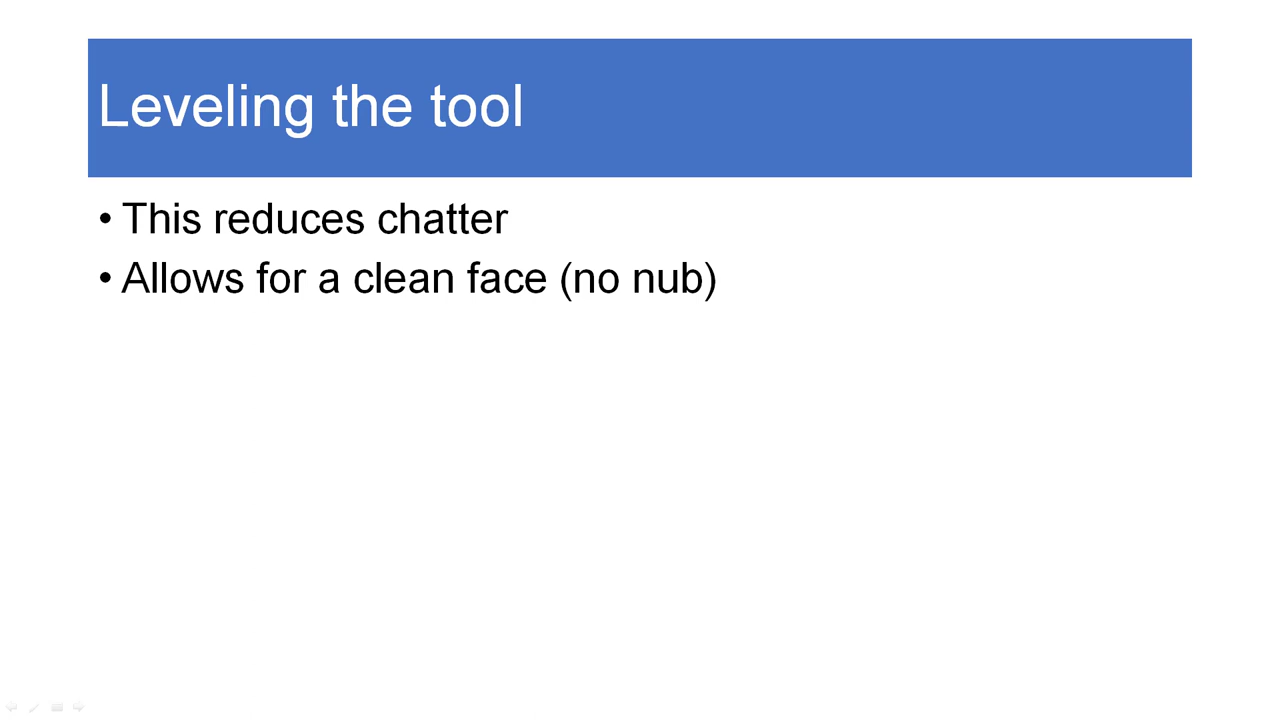 Leveling the tool
• This reduces chatter
• Allows for a clean face (no nub)